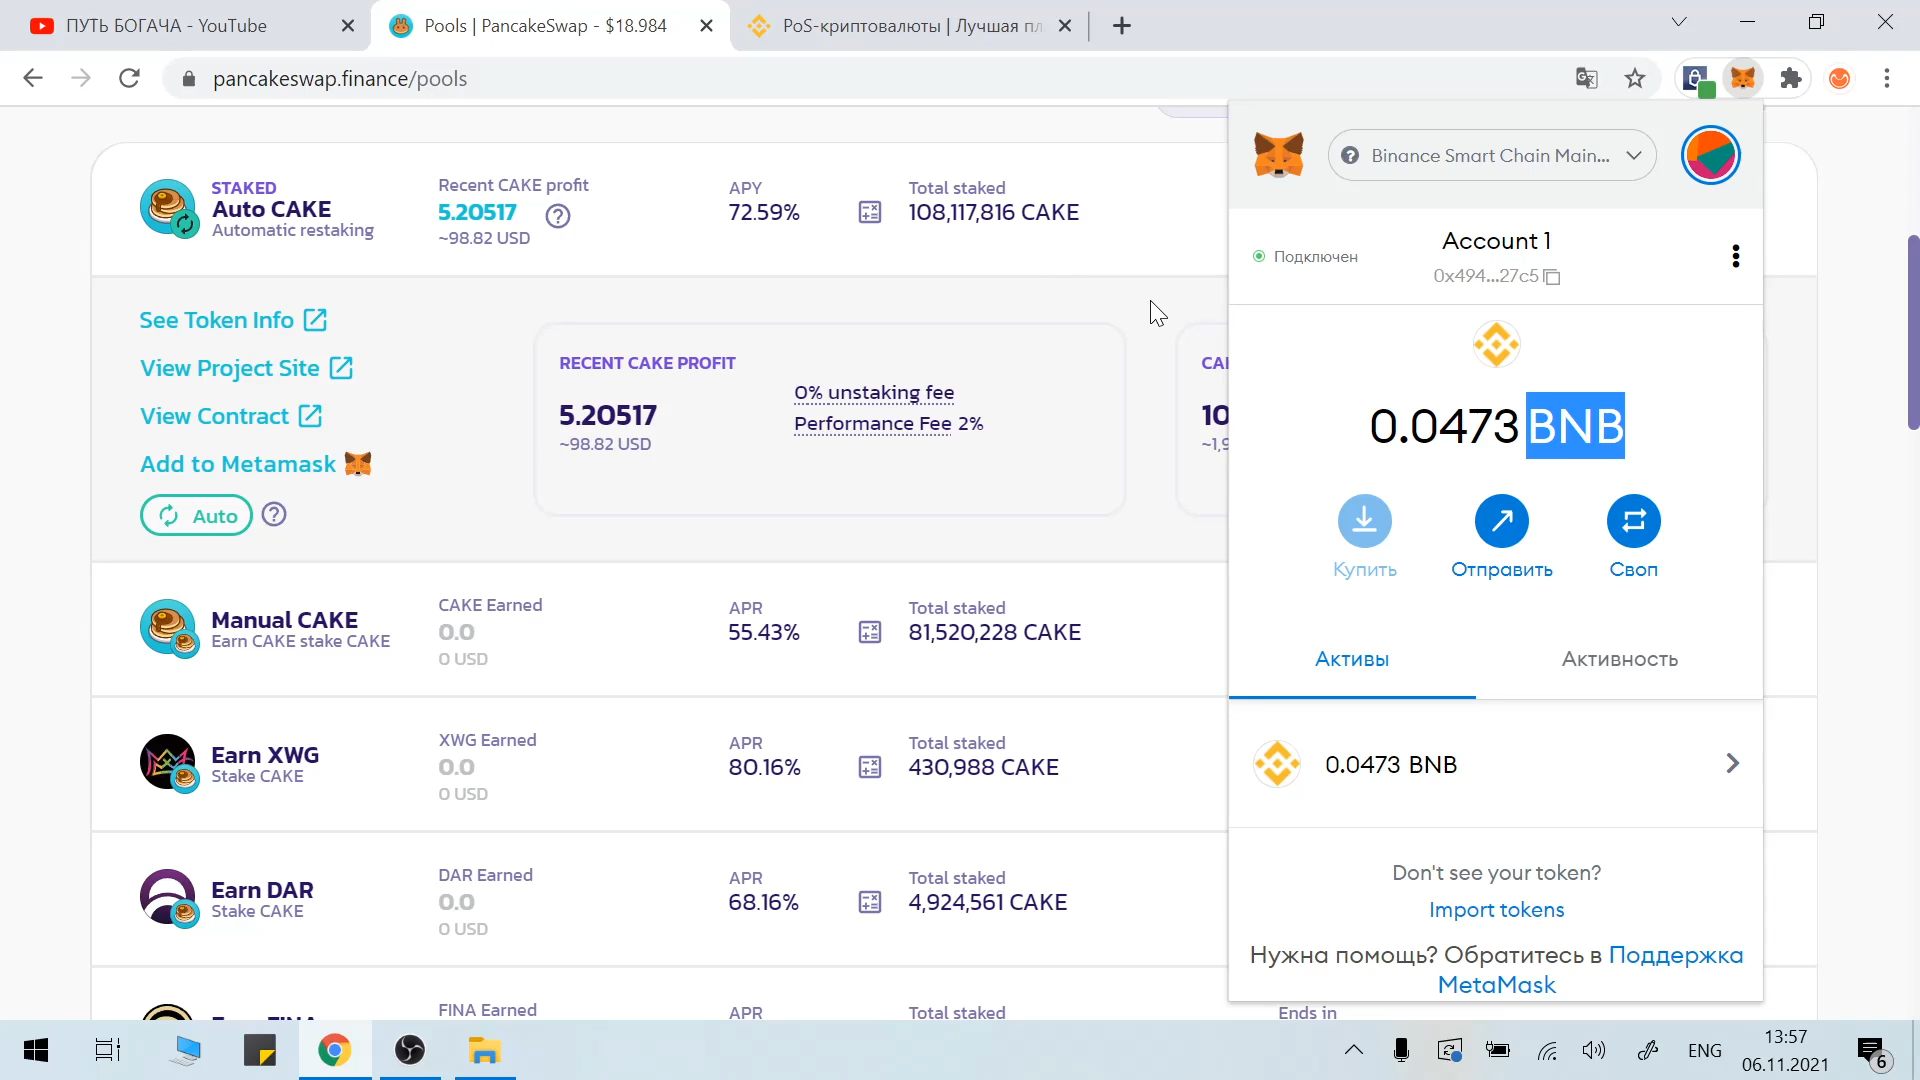 ПУТЬ БОГАЧА - YouTube
Pools | PancakeSwap - $18.984
PoS-криптовалюты | Лучшая пл
pancakeswap.finance/pools
STAKED
Auto CAKE
Automatic restaking
Recent CAKE profit
5.20517
~98.82 USD
APY
72.59%
Total staked
108,117,816 CAKE
See Token Info
View Project Site
View Contract
Add to Metamask
Auto
RECENT CAKE PROFIT
5.20517
~98.82 USD
0% unstaking fee
Performance Fee 2%
CA
10
~1,9
Manual CAKE
Earn CAKE stake CAKE
CAKE Earned
0.0
0 USD
APR
55.43%
Total staked
81,520,228 CAKE
Earn XWG
Stake CAKE
XWG Earned
0.0
0 USD
APR
80.16%
Total staked
430,988 CAKE
Earn DAR
Stake CAKE
DAR Earned
0.0
0 USD
APR
68.16%
Total staked
4,924,561 CAKE
FINA Earned
APR
Total staked
Ends in
Binance Smart Chain Main...
Подключен
Account 1
0x494...27c5
0.0473 BNB
Купить
Отправить
Своп
Активы
Активность
0.0473 BNB
Don't see your token?
Import tokens
Нужна помощь? Обратитесь в Поддержка
MetaMask
ENG
13:57
06.11.2021
6